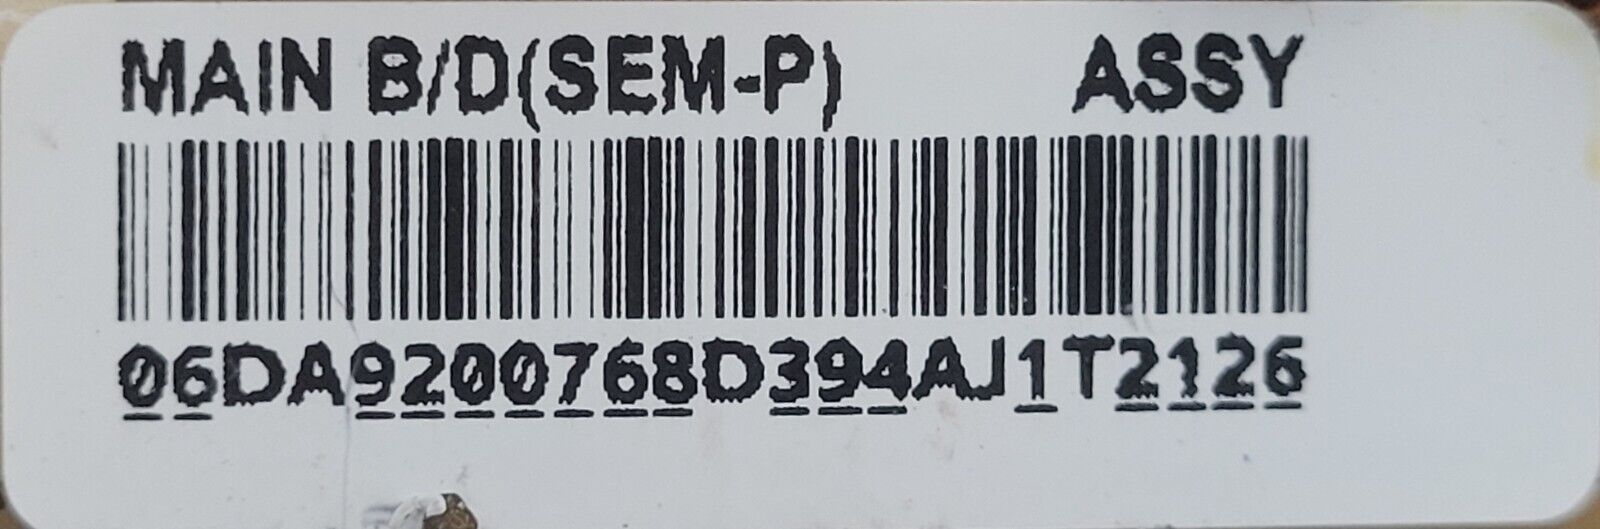 MAIN B/D(SEM-P) ASSY
06DA9200768D394AJ1T2126